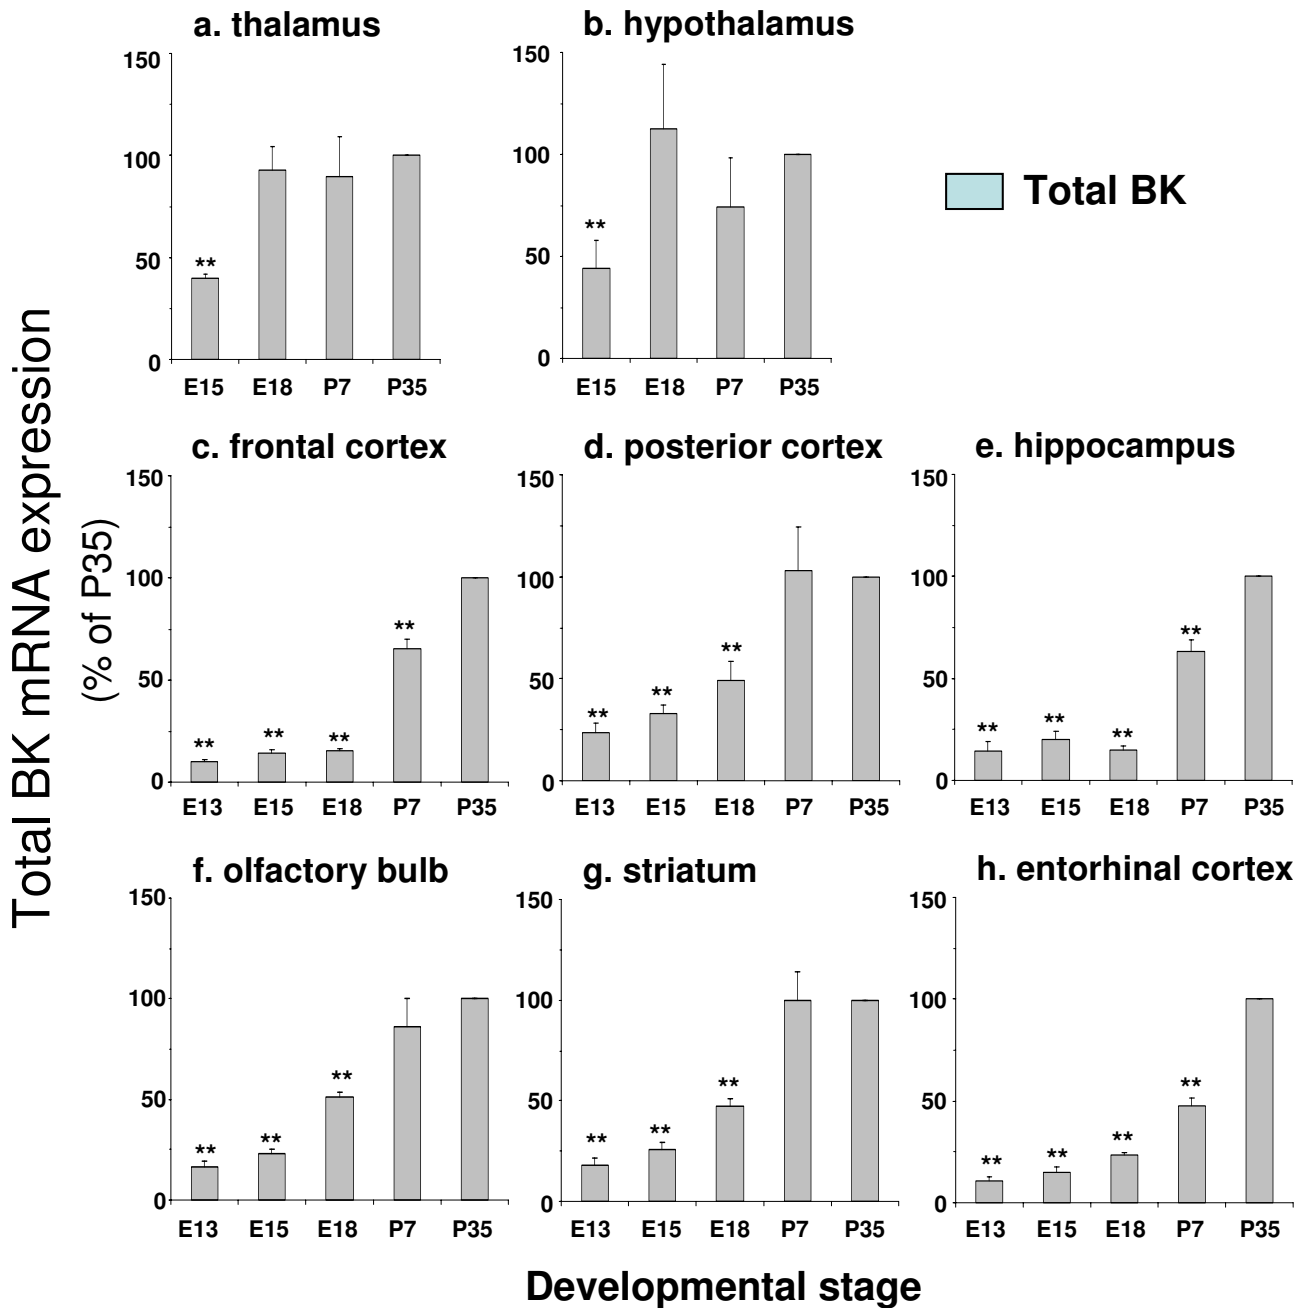 a. thalamus
150
100
50
0
**
E15 E18 P7 P35
b. hypothalamus
150
100
50
0
**
E15 E18 P7 P35
Total BK
Total BK mRNA expression
(% of P35)
c. frontal cortex
150
100
50
0
** ** ** **
E13 E15 E18 P7 P35
d. posterior cortex
150
100
50
0
** ** **
E13 E15 E18 P7 P35
e. hippocampus
150
100
50
0
** ** ** **
E13 E15 E18 P7 P35
f. olfactory bulb
150
100
50
0
** ** **
E13 E15 E18 P7 P35
g. striatum
150
100
50
0
** ** **
E13 E15 E18 P7 P35
h. entorhinal cortex
150
100
50
0
** ** ** **
E13 E15 E18 P7 P35
Developmental stage